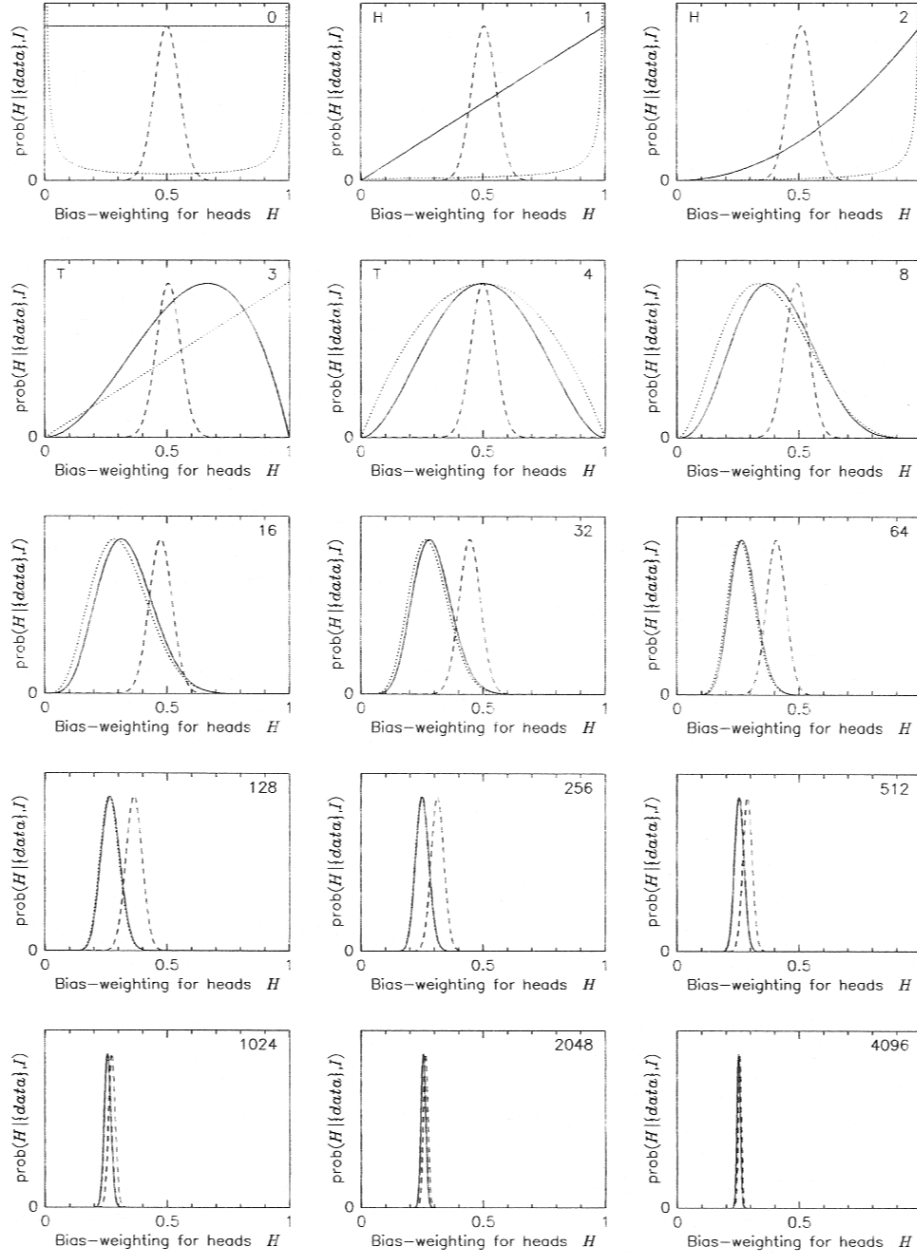 prob(H|{data},I)
0
0
0 0.5 1
Bias-weighting for heads H
prob(H|{data},I)
H 1
0
0 0.5 1
Bias-weighting for heads H
prob(H|{data},I)
H 2
0
0 0.5
Bias-weighting for heads H
prob(H|{data},I)
T 3
0
0 0.5 1
Bias-weighting for heads H
prob(H|{data},I)
T 4
0
0 0.5 1
Bias-weighting for heads H
prob(H|{data},I)
8
0
0 0.5
Bias-weighting for heads H
prob(H|{data},I)
16
0
0 0.5 1
Bias-weighting for heads H
prob(H|{data},I)
32
0
0 0.5 1
Bias-weighting for heads H
prob(H|{data},I)
64
0
0 0.5
Bias-weighting for heads H
prob(H|{data},I)
128
0
0 0.5 1
Bias-weighting for heads H
prob(H|{data},I)
256
0
0 0.5 1
Bias-weighting for heads H
prob(H|{data},I)
512
0
0 0.5
Bias-weighting for heads H
prob(H|{data},I)
1024
0
0 0.5 1
Bias-weighting for heads H
prob(H|{data},I)
2048
0
0 0.5 1
Bias-weighting for heads H
prob(H|{data},I)
4096
0
0 0.5
Bias-weighting for heads H